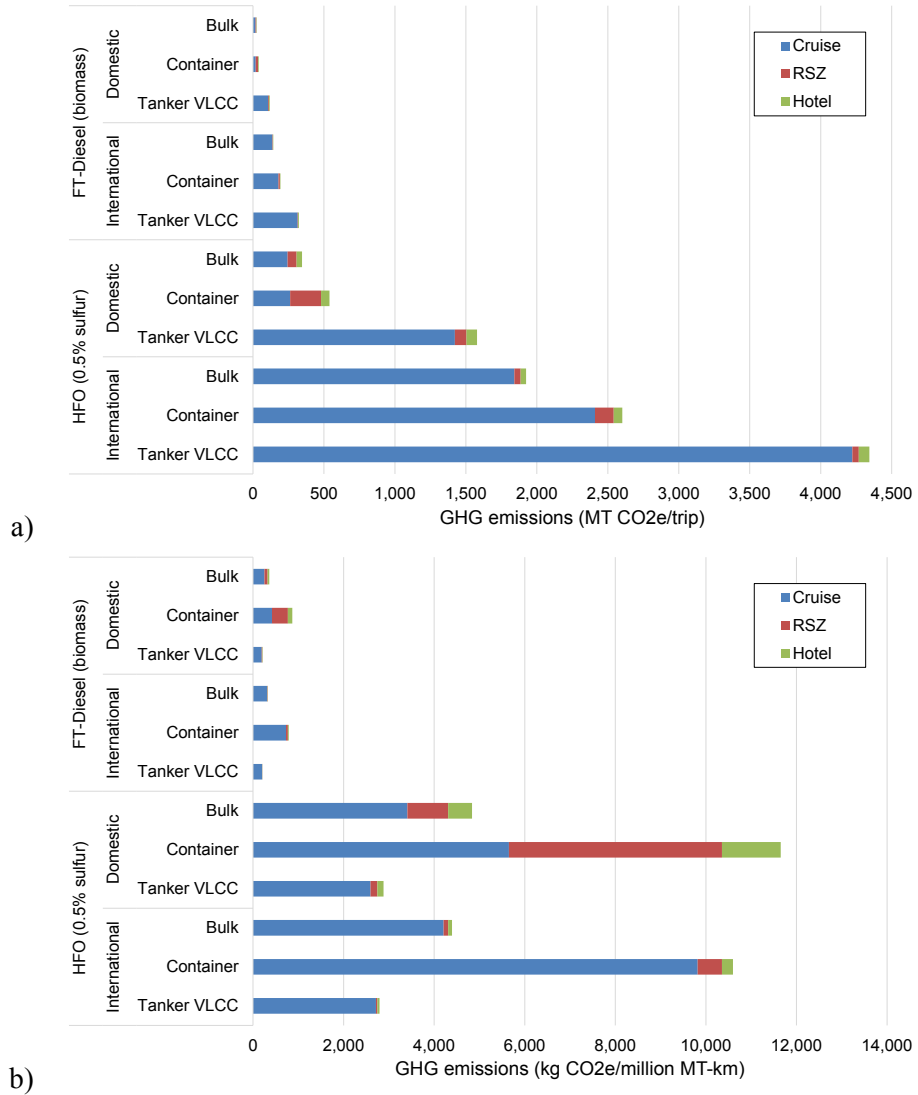 FT-Diesel (biomass)
Domestic
Bulk
Container
Tanker VLCC
International
Bulk
Container
Tanker VLCC
HFO (0.5% sulfur)
Domestic
Bulk
Container
Tanker VLCC
International
Bulk
Container
Tanker VLCC
Cruise
RSZ
Hotel
0 500 1,000 1,500 2,000 2,500 3,000 3,500 4,000 4,500
GHG emissions (MT CO2e/trip)
a)
FT-Diesel (biomass)
Domestic
Bulk
Container
Tanker VLCC
International
Bulk
Container
Tanker VLCC
HFO (0.5% sulfur)
Domestic
Bulk
Container
Tanker VLCC
International
Bulk
Container
Tanker VLCC
Cruise
RSZ
Hotel
0 2,000 4,000 6,000 8,000 10,000 12,000 14,000
GHG emissions (kg CO2e/million MT-km)
b)